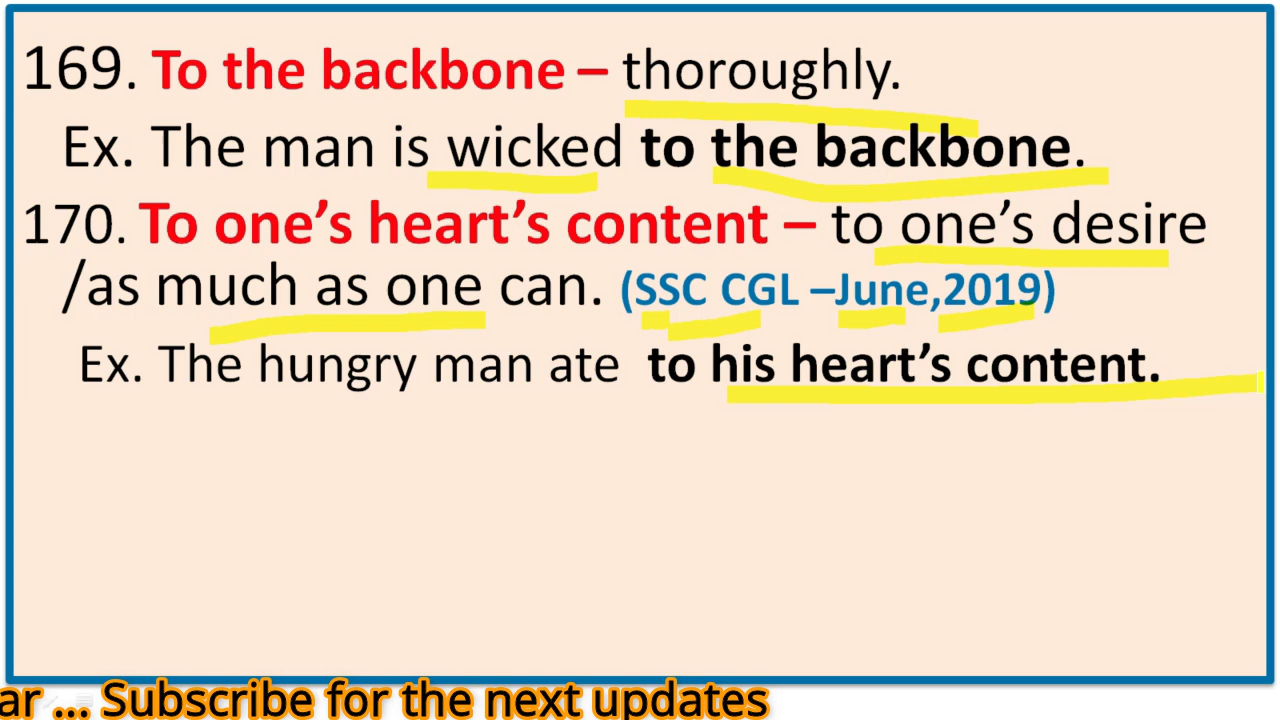 169. To the backbone – thoroughly.
Ex. The man is wicked to the backbone.
170. To one’s heart’s content – to one’s desire
/as much as one can. (SSC CGL –June,2019)
Ex. The hungry man ate to his heart’s content.
ar ... Subscribe for the next updates